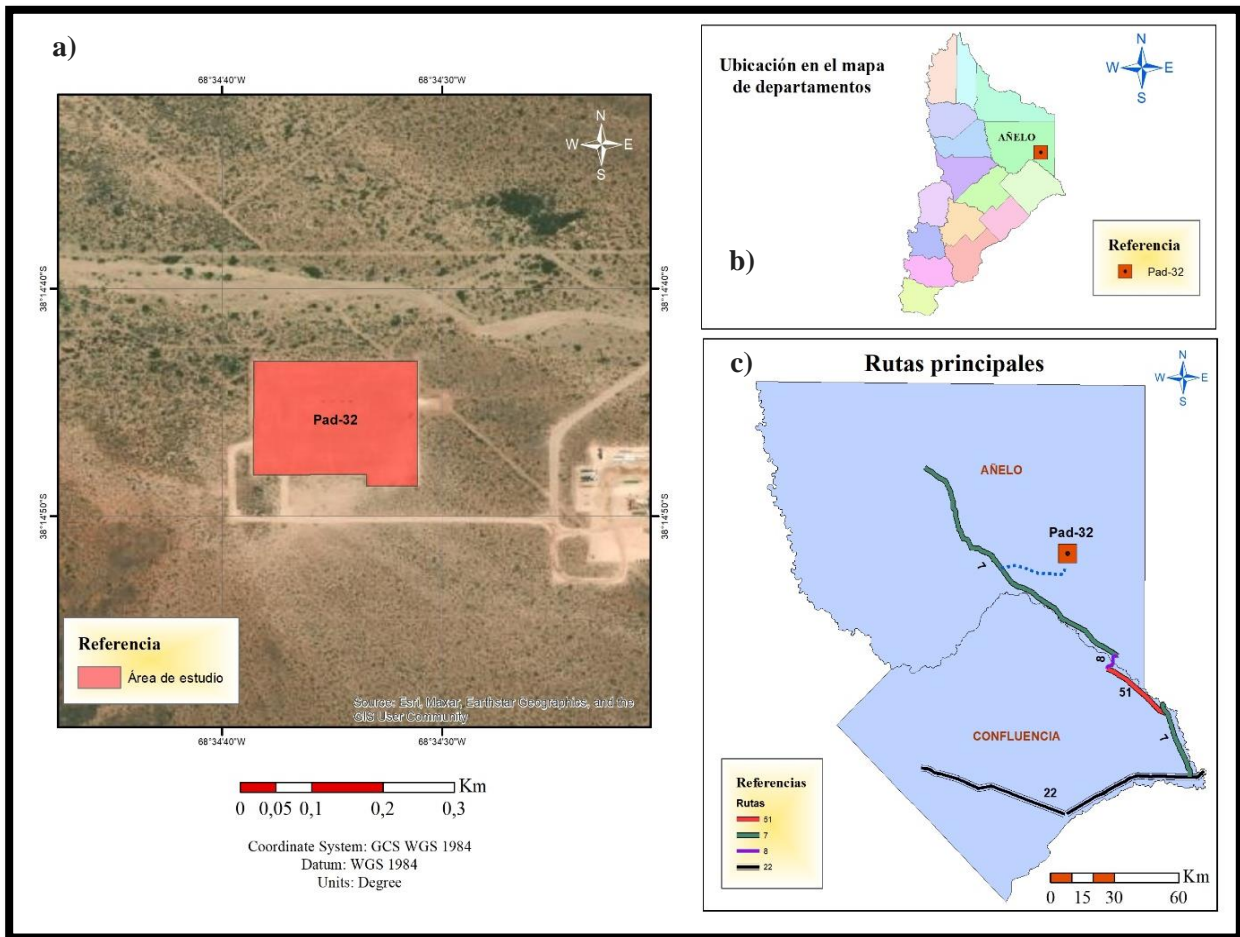 a)
68°34'40"W
68°34'30"W
N
W
E
S
38°14'40"S
38°14'40"S
Pad-32
38°14'50"S
38°14'50"S
Referencia
Área de estudio
Source: Esri, Maxar, Earthstar Geographics, and the
GIS User Community
68°34'40"W
68°34'30"W
Km
0 0,05 0,1 0,2 0,3
Coordinate System: GCS WGS 1984
Datum: WGS 1984
Units: Degree
Ubicación en el mapa
de departamentos
N
W
E
S
AÑELO
b)
Referencia
Pad-32
c)
Rutas principales
N
W
E
S
AÑELO
Pad-32
7
8
51
CONFLUENCIA
7
22
Referencias
Rutas
51
7
8
22
Km
0 15 30 60